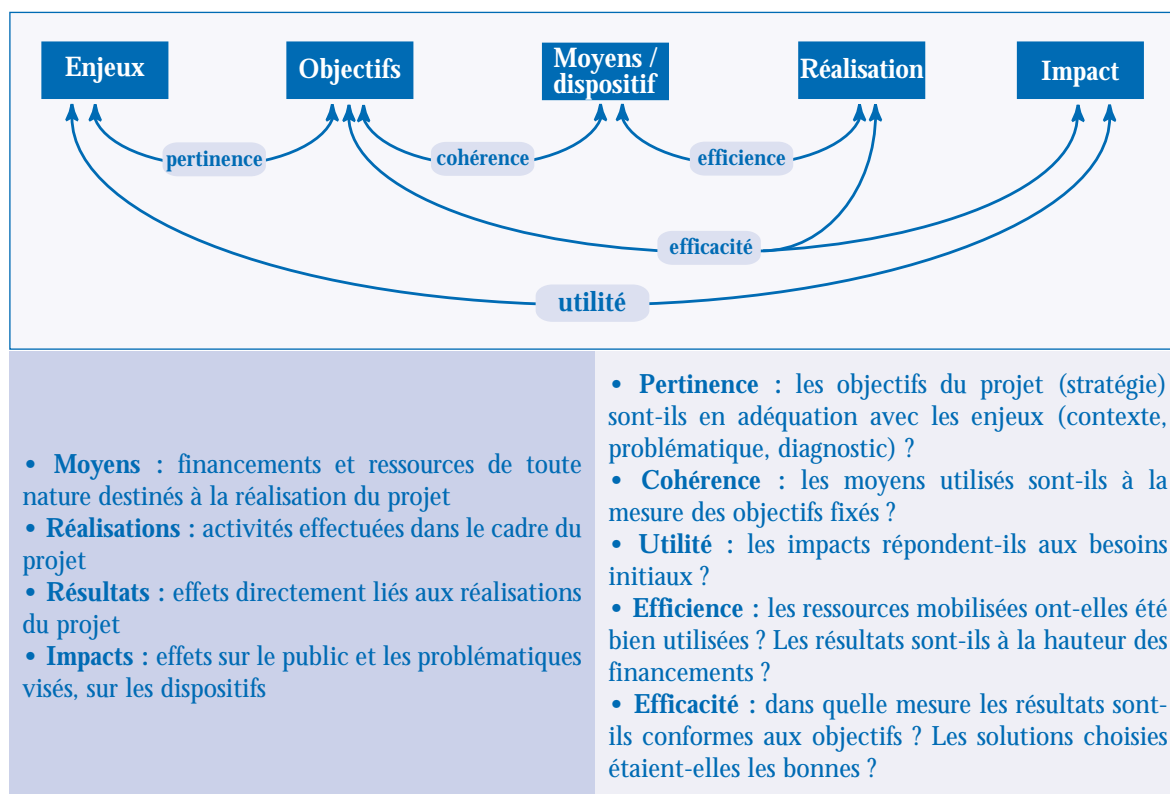 Enjeux
Objectifs
Moyens /
dispositif
Réalisation
Impact
pertinence
cohérence
efficience
efficacité
utilité
• Moyens : financements et ressources de toute
nature destinés à la réalisation du projet
• Réalisations : activités effectuées dans le cadre du
projet
• Résultats : effets directement liés aux réalisations
du projet
• Impacts : effets sur le public et les problématiques
visés, sur les dispositifs
• Pertinence : les objectifs du projet (stratégie)
sont-ils en adéquation avec les enjeux (contexte,
problématique, diagnostic) ?
• Cohérence : les moyens utilisés sont-ils à la
mesure des objectifs fixés ?
• Utilité : les impacts répondent-ils aux besoins
initiaux ?
• Efficience : les ressources mobilisées ont-elles été
bien utilisées ? Les résultats sont-ils à la hauteur des
financements ?
• Efficacité : dans quelle mesure les résultats sont-
ils conformes aux objectifs ? Les solutions choisies
étaient-elles les bonnes ?